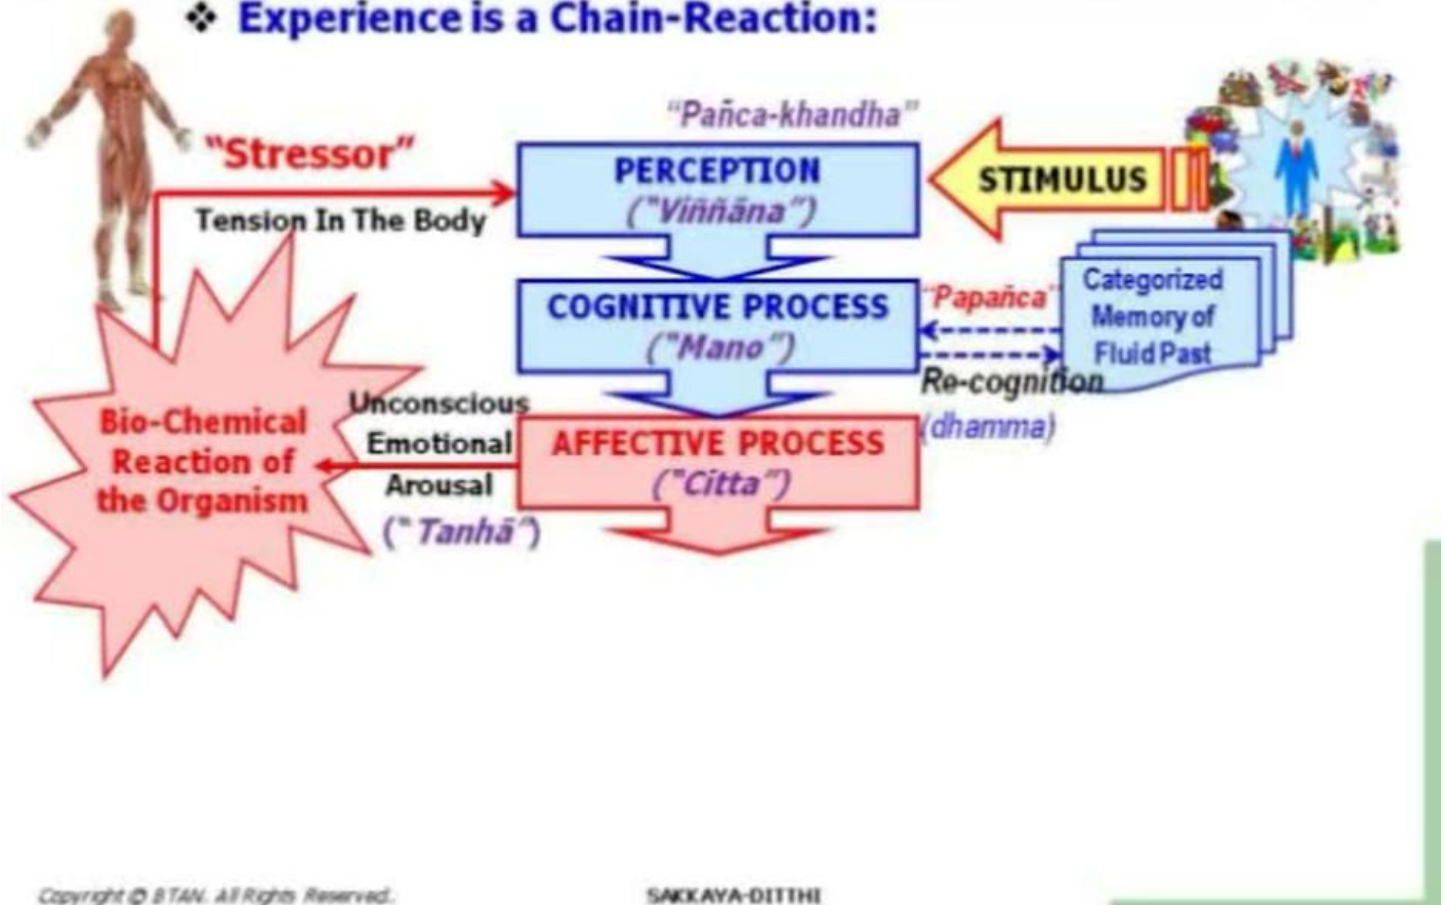 ❖ Experience is a Chain-Reaction:
"Pañca-khandha"
"Stressor"
Tension In The Body
PERCEPTION
("Viññāna")
STIMULUS
COGNITIVE PROCESS
("Mano")
"Papañca"
Re-cognition
(dhamma)
Categorized
Memory of
Fluid Past
Unconscious
Emotional
Arousal
("Tanhā")
AFFECTIVE PROCESS
("Citta")
Bio-Chemical
Reaction of
the Organism
Copyright © BTAN. All Rights Reserved.
SAKKAYA-DITTHI